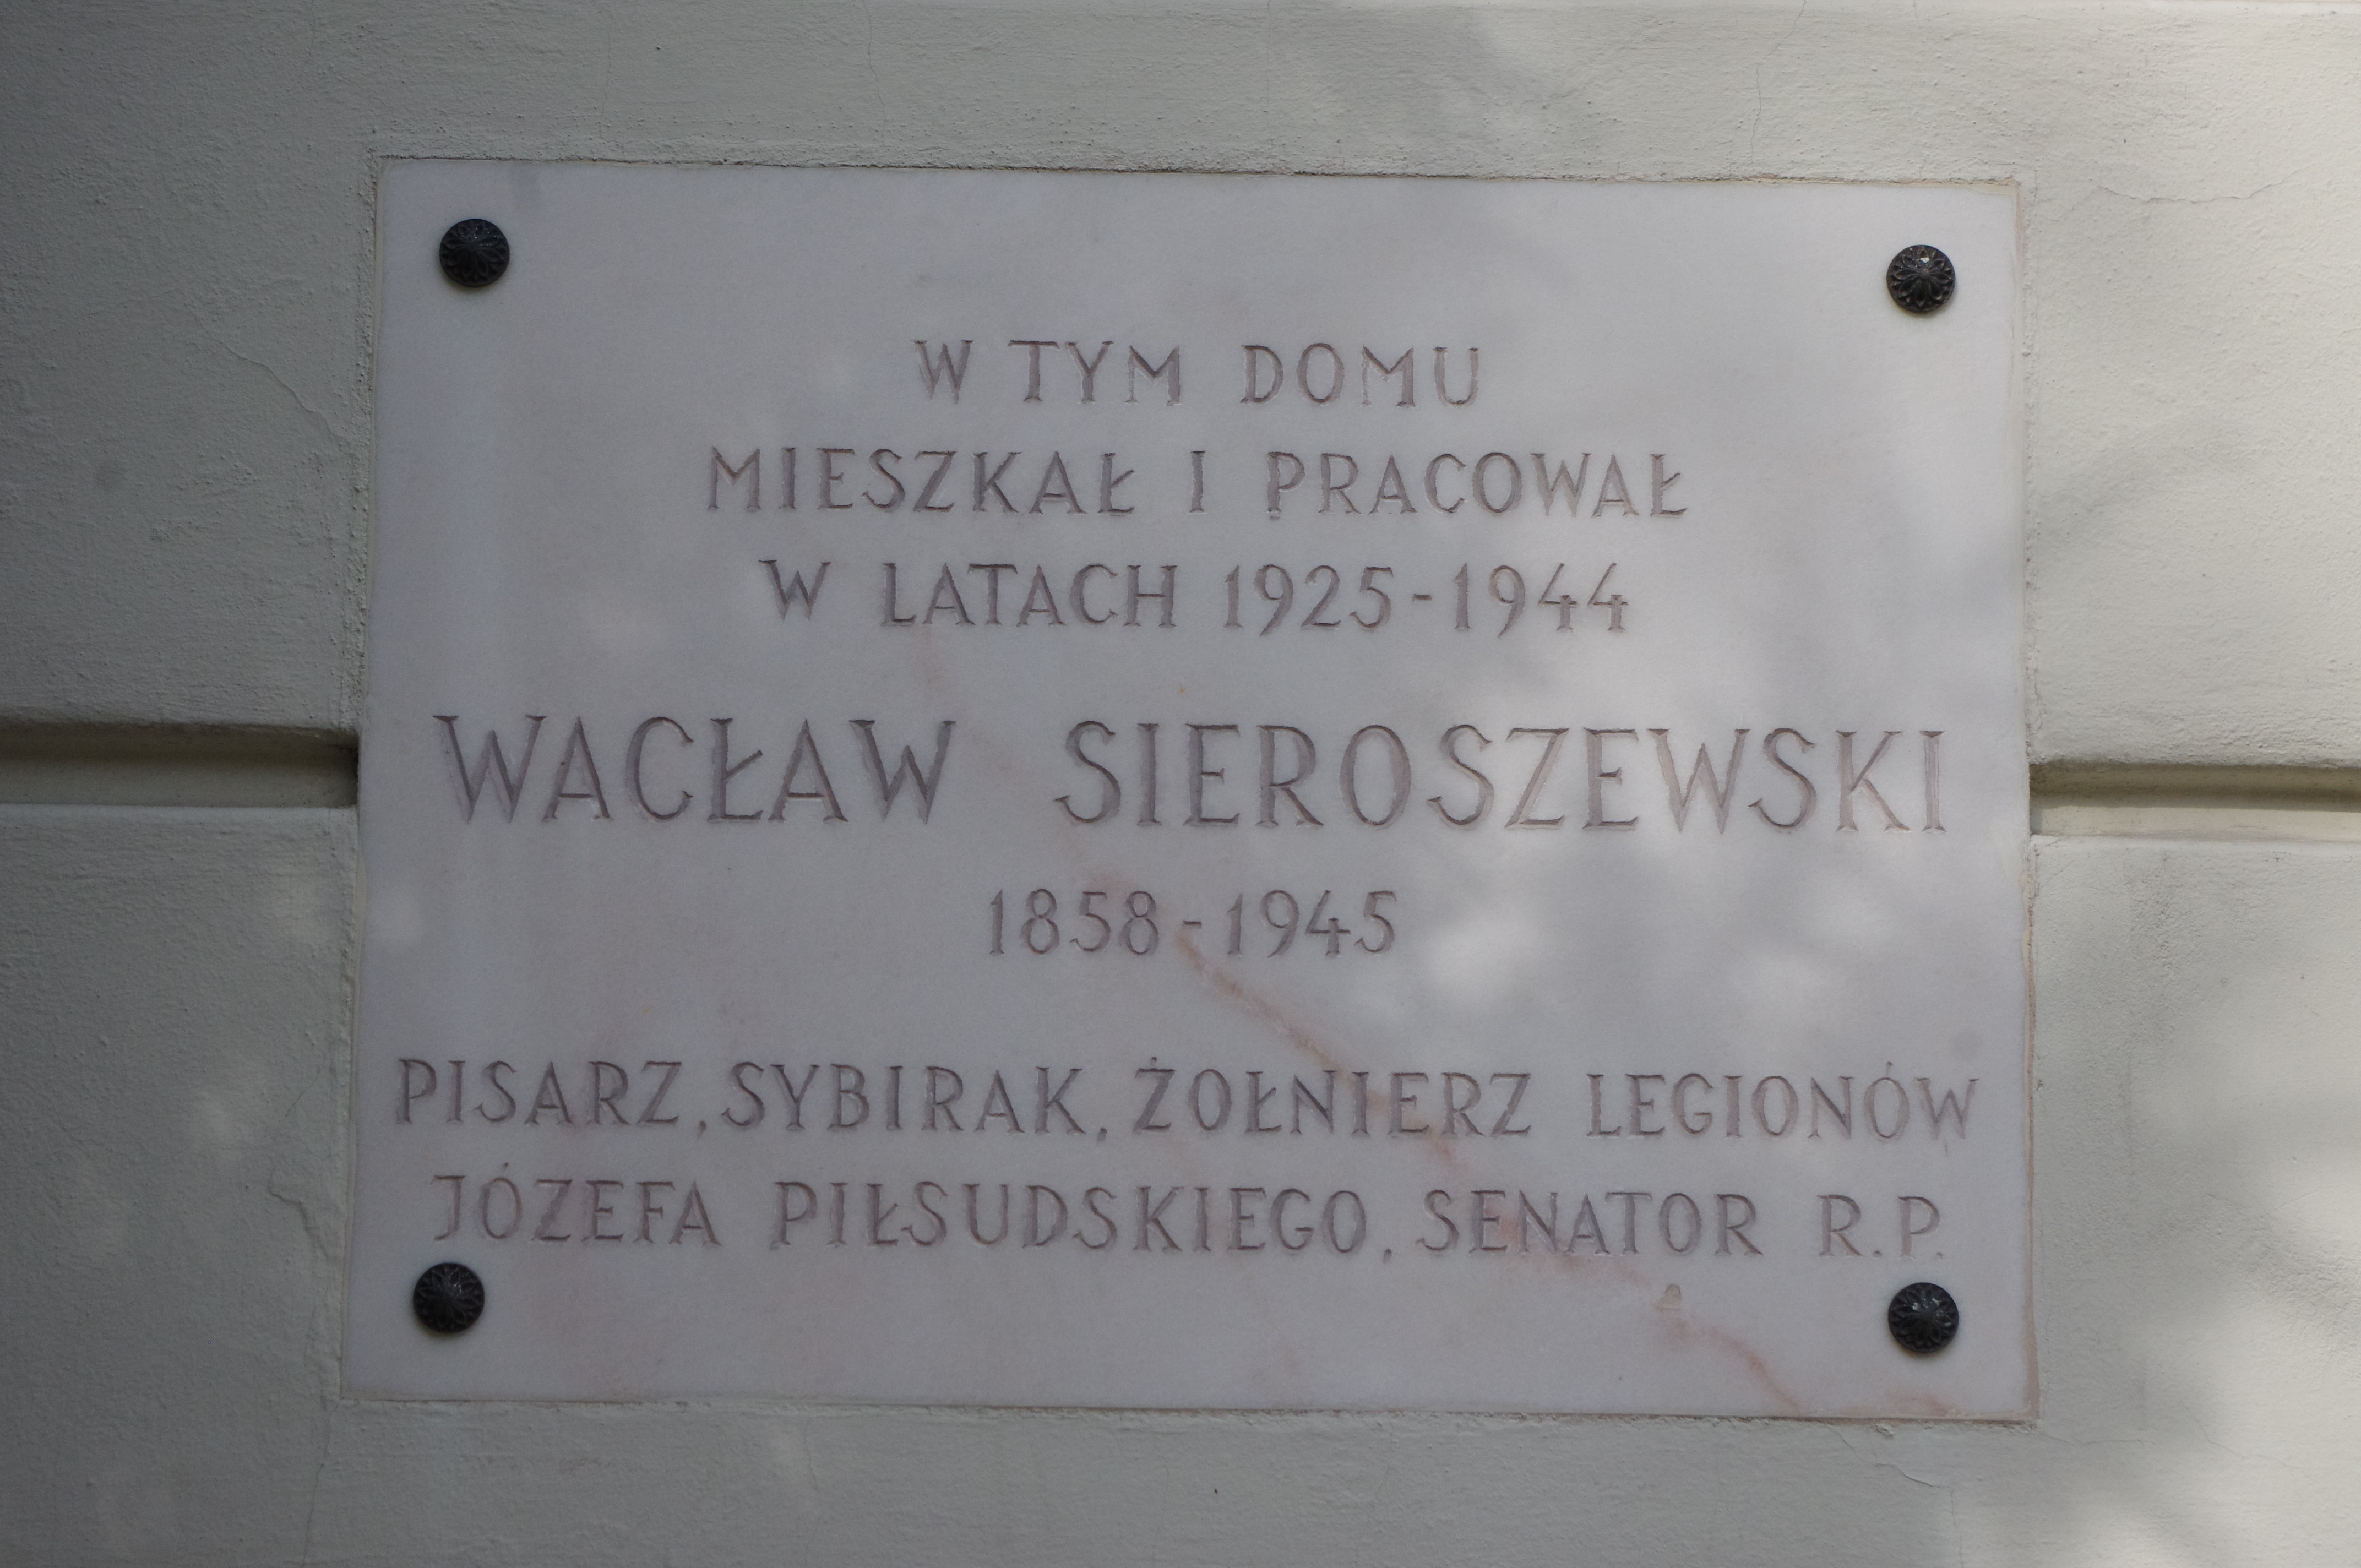 W TYM DOMU
MIESZKAŁ I PRACOWAŁ
W LATACH 1925-1944
WACŁAW SIEROSZEWSKI
1858-1945
PISARZ, SYBIRAK, ŻOŁNIERZ LEGIONÓW
JÓZEFA PIŁSUDSKIEGO, SENATOR R.P.